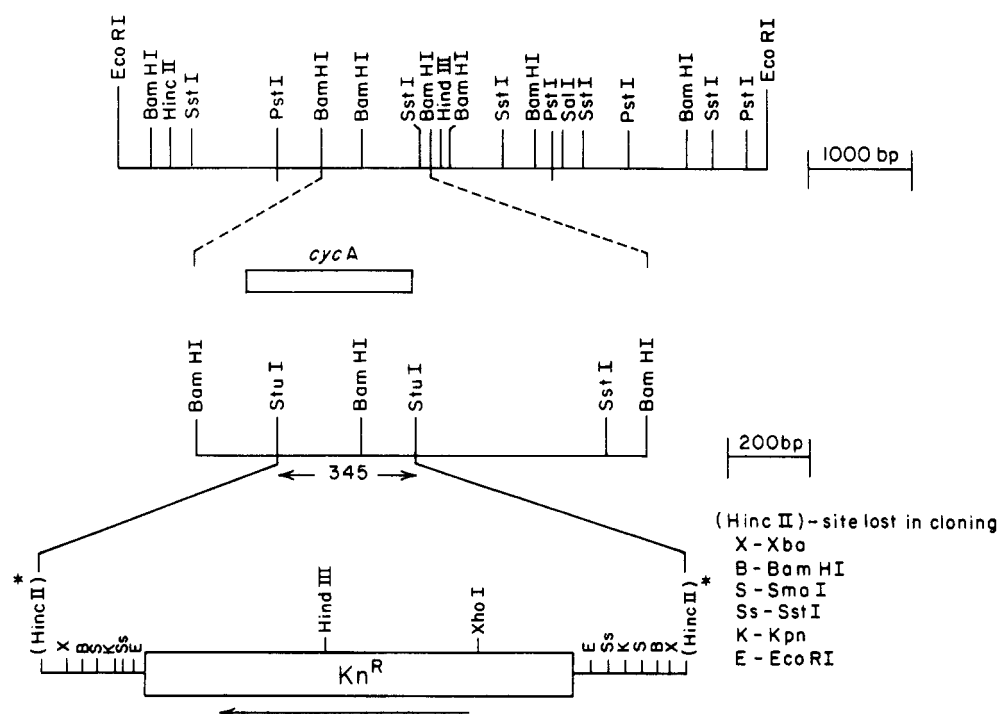 Eco RI
Bam HI
Hinc II
Sst I
Pst I
Bam HI
Bam HI
Sst I
Bam HI
Hind III
Bam HI
Sst I
Bam HI
Pst I
Sal I
Sst I
Pst I
Bam HI
Sst I
Pst I
Eco RI
1000 bp
cycA
Bam HI
Stu I
Bam HI
Stu I
Sst I
Bam HI
345
200bp
(Hinc II)-site lost in cloning
X-Xba
B-Bam HI
S-Sma I
Ss-Sst I
K-Kpn
E-Eco RI
(Hinc II)*
X
B
S
K
Ss
E
Hind III
Xho I
Kn^R
E
Ss
K
S
B
X
(Hinc II)*